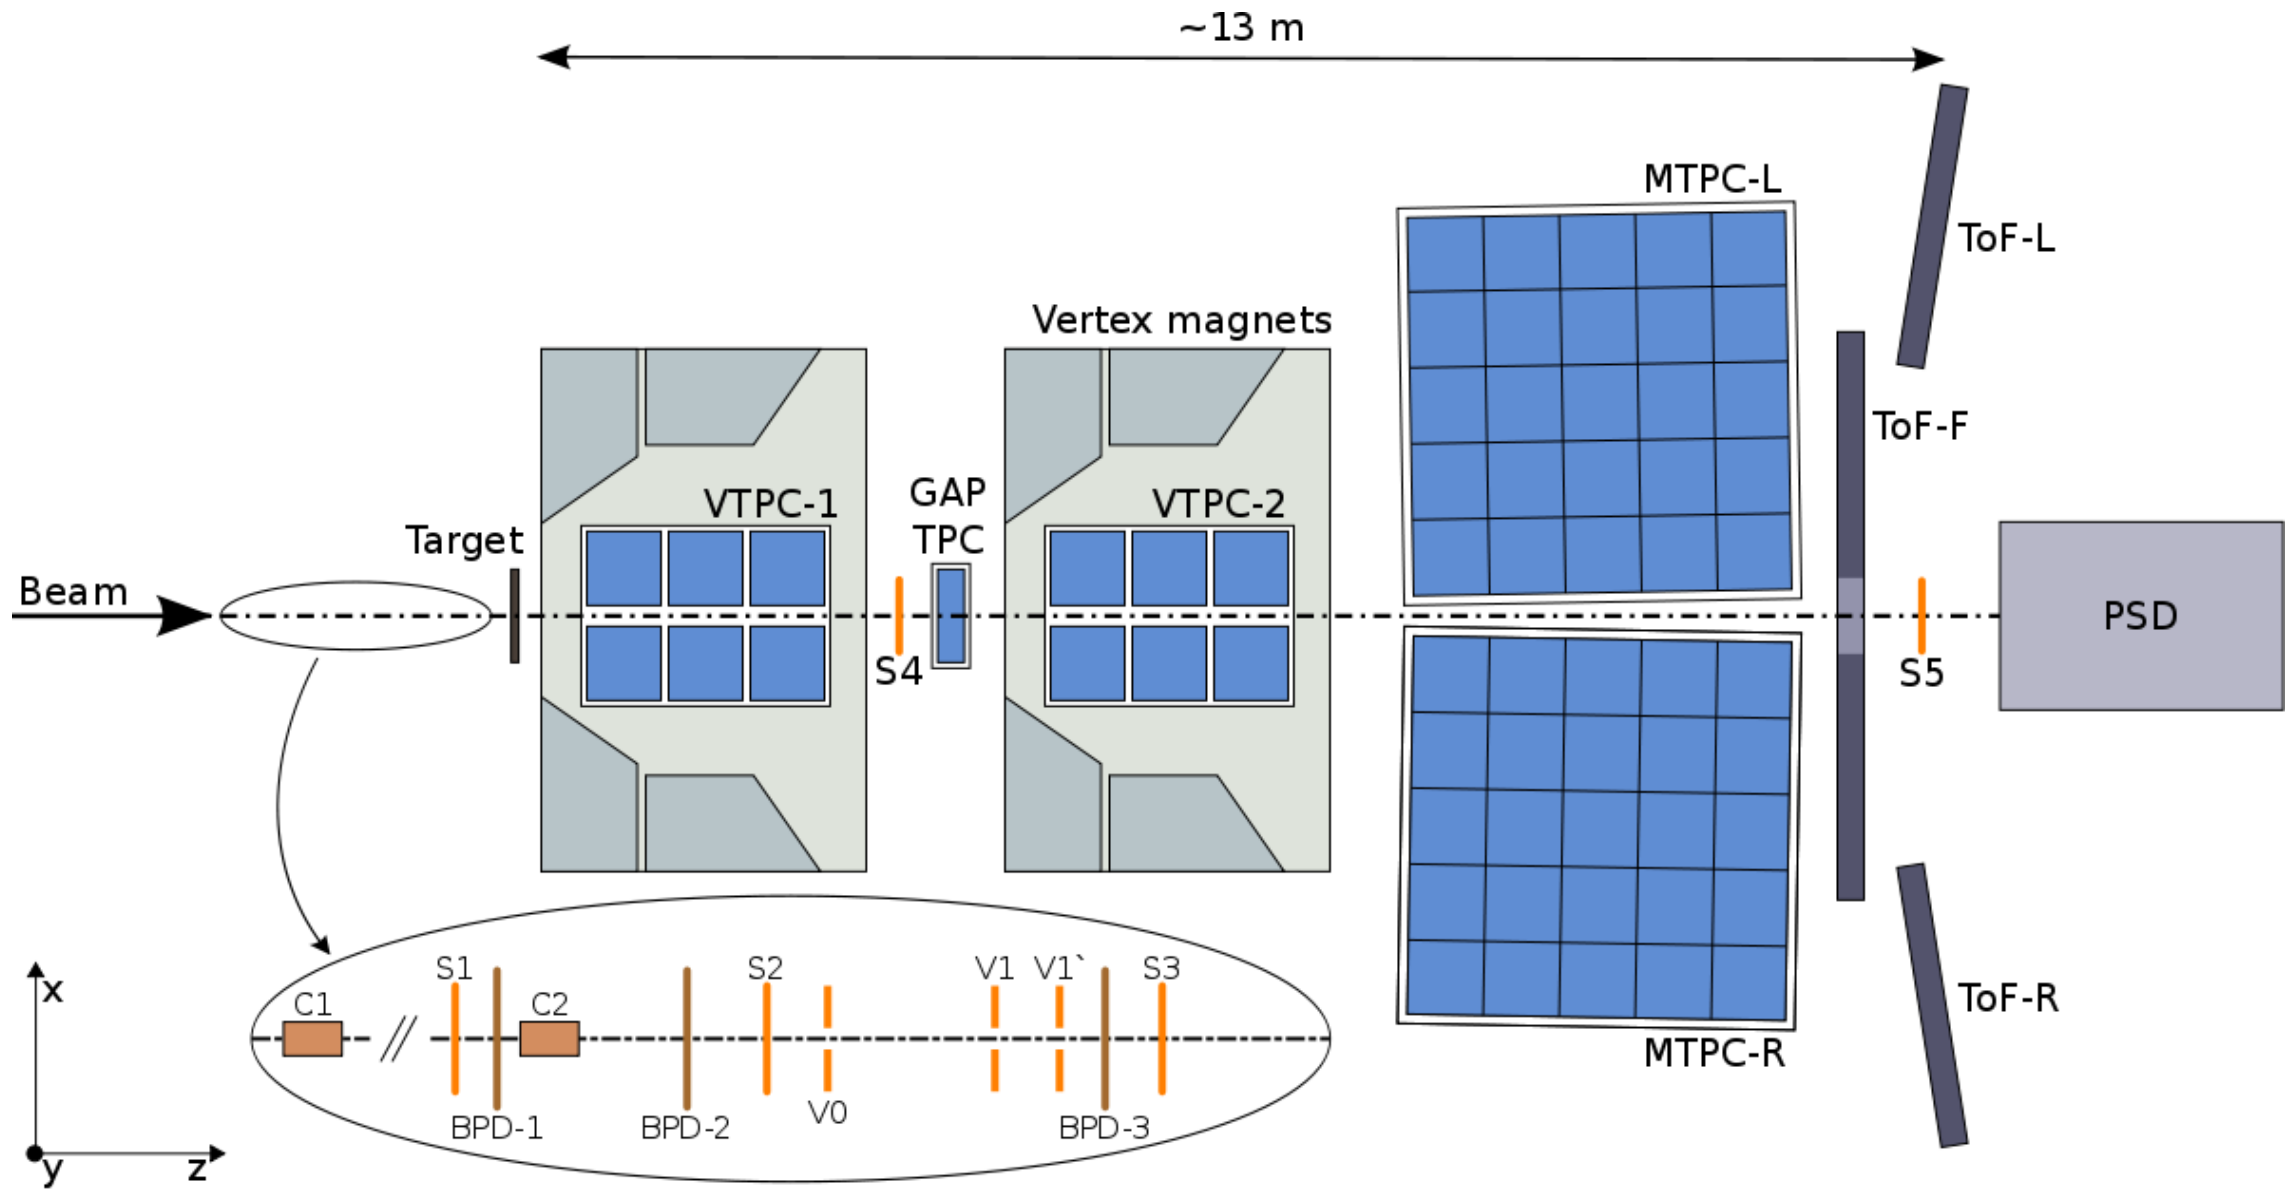 ~13 m
MTPC-L
ToF-L
Vertex magnets
ToF-F
VTPC-1
GAP
TPC
VTPC-2
Target
Beam
S4
PSD
S5
S1
S2
V1
V1`
S3
C1
C2
x
ToF-R
MTPC-R
V0
BPD-1
BPD-2
BPD-3
y
z